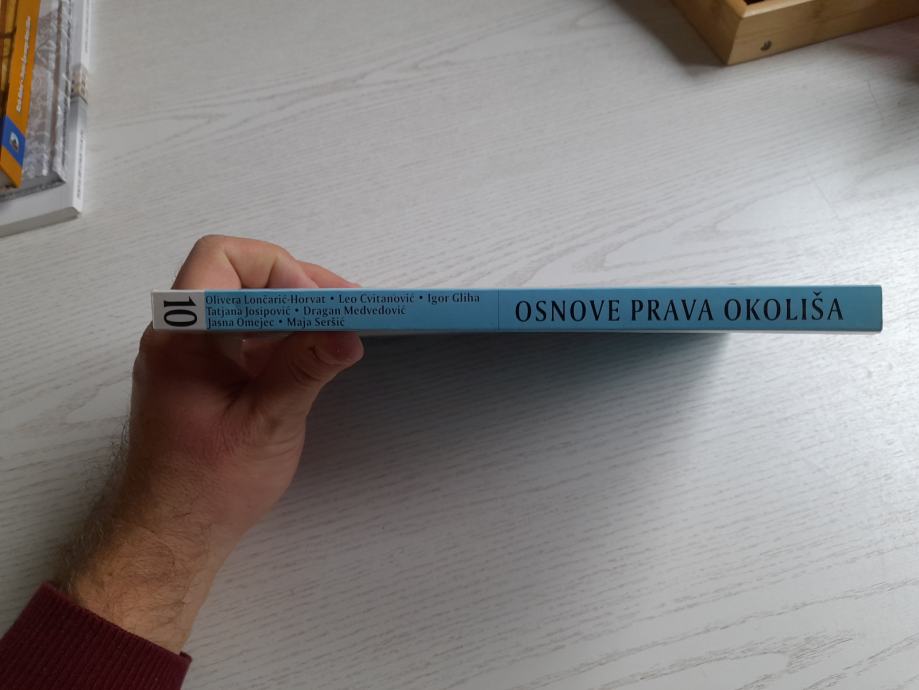 10
Olivera Lončarić-Horvat • Leo Cvitanović • Igor Gliha
Tatjana Josipović • Dragan Medvedović
Jasna Omejec • Maja Seršić
OSNOVE PRAVA OKOLIŠA